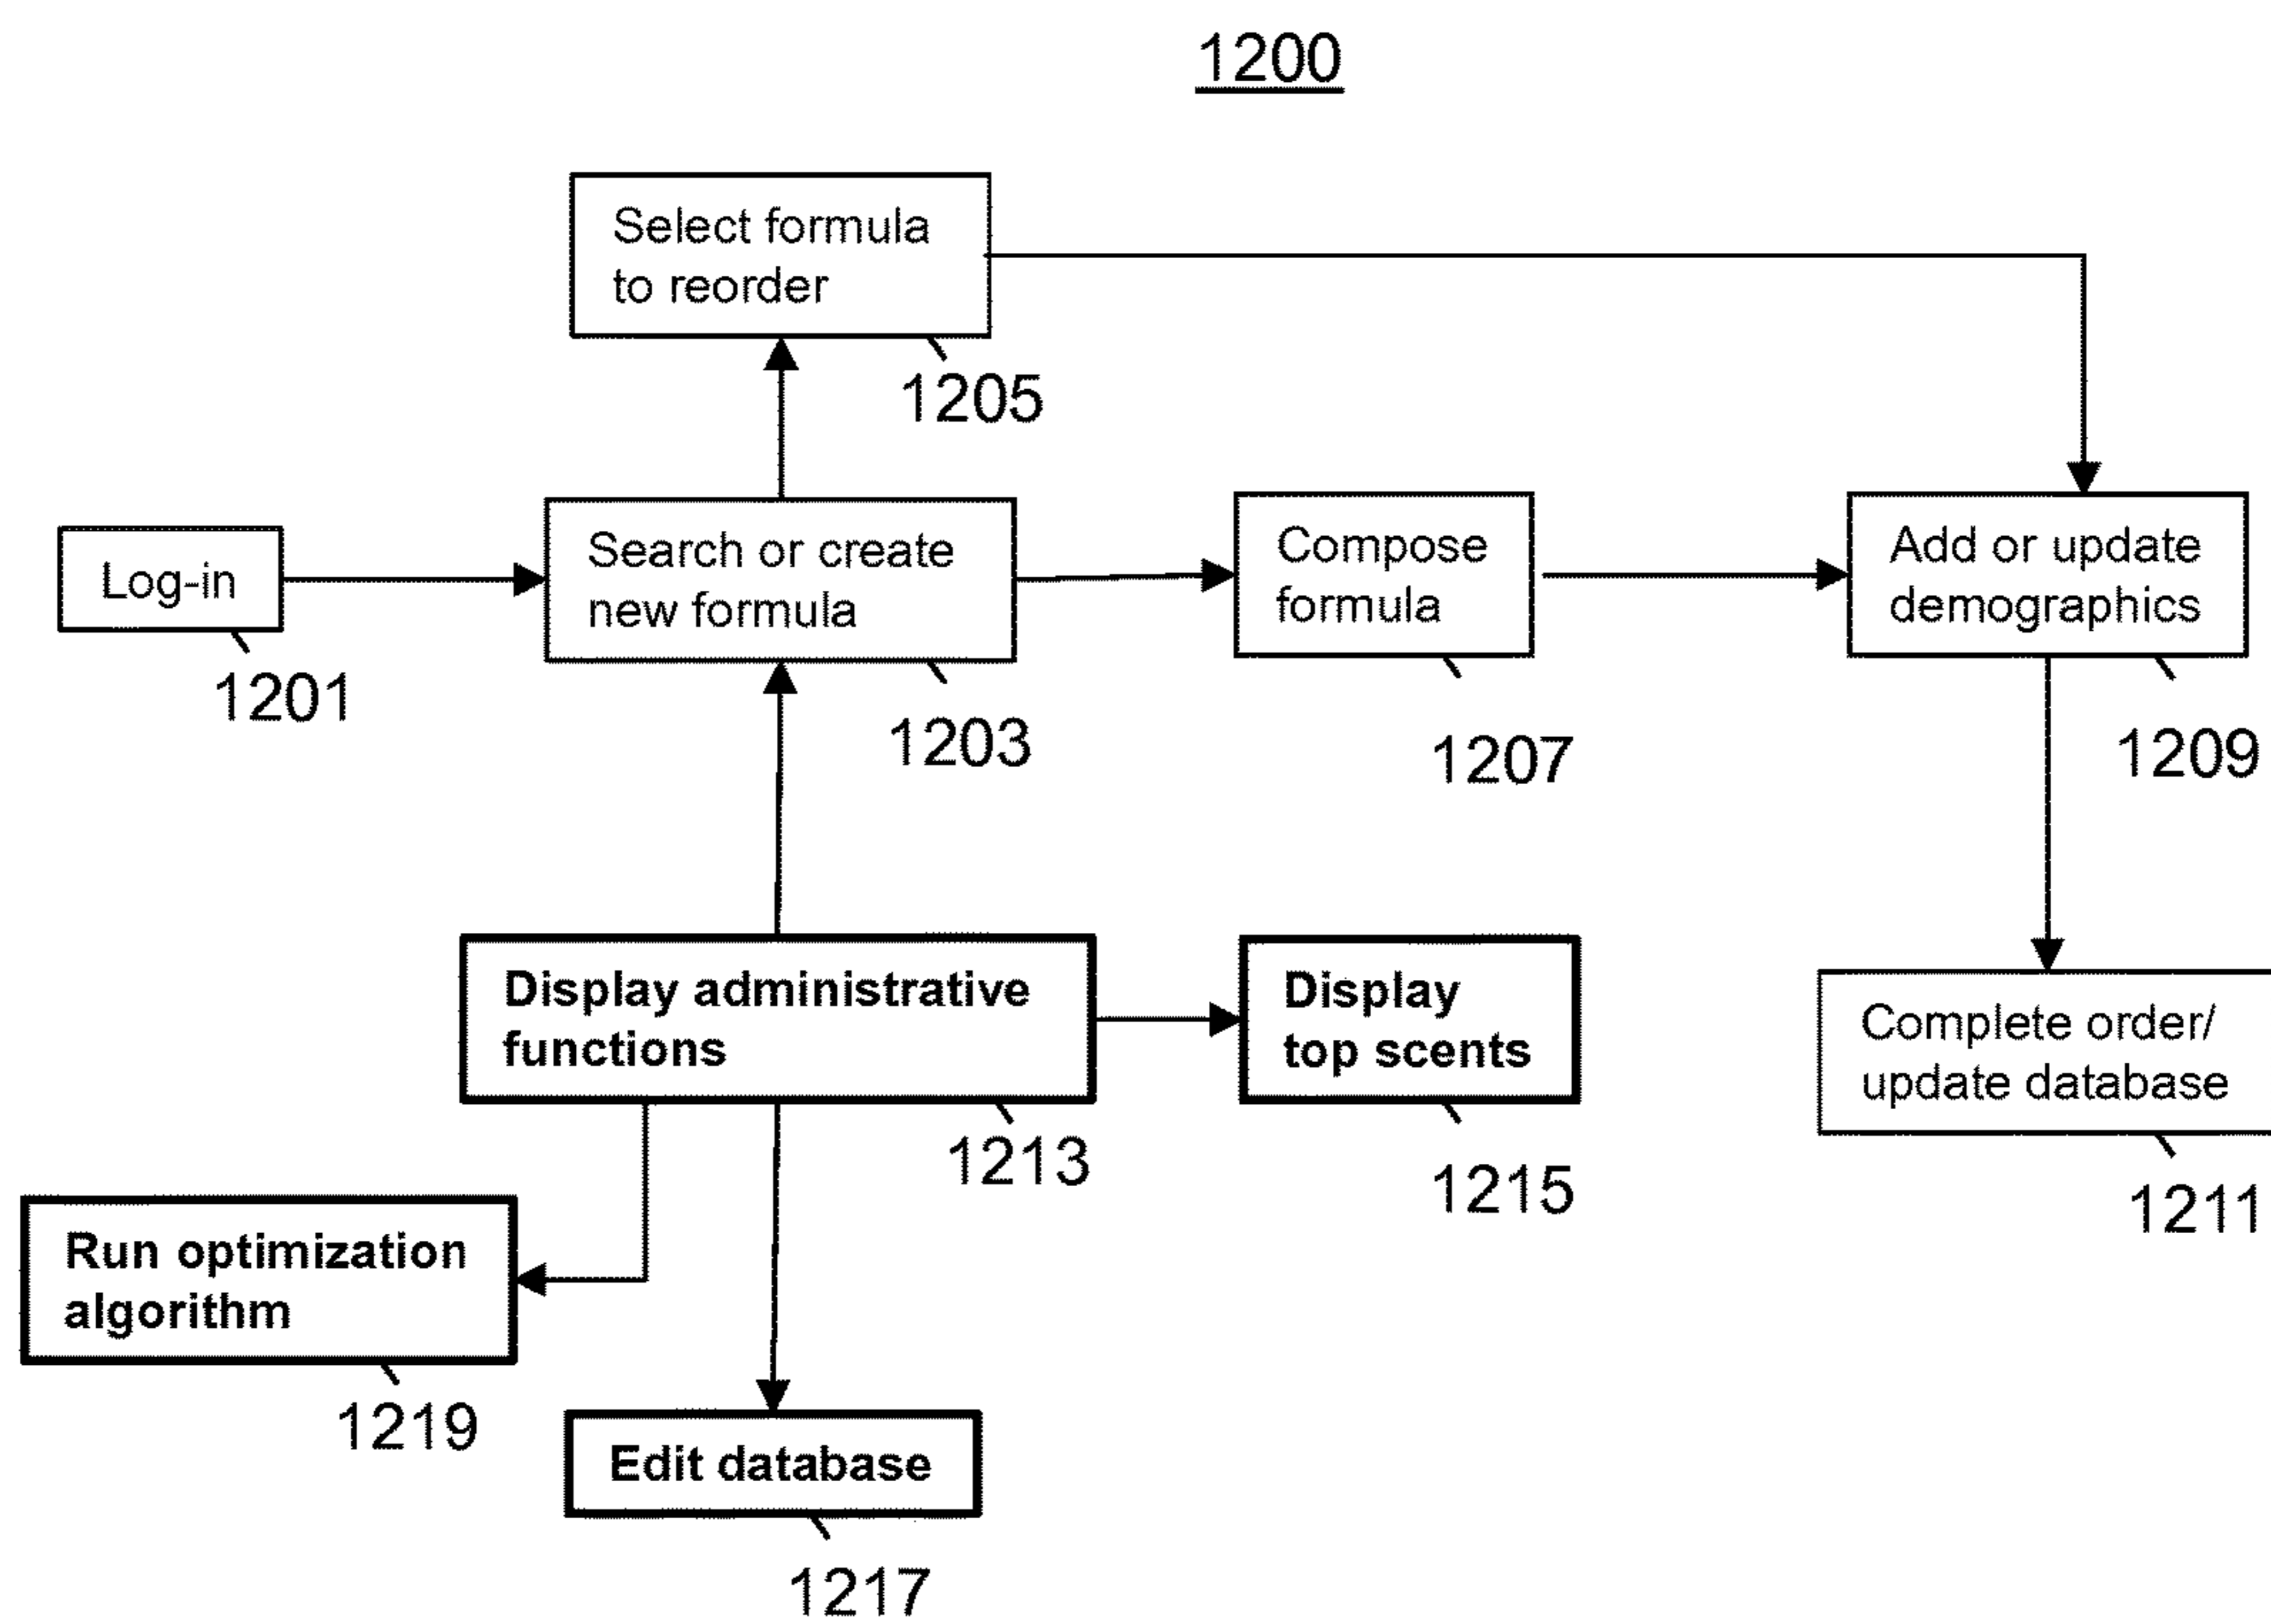 1200
Select formula
to reorder
1205
Log-in
1201
Search or create
new formula
1203
Compose
formula
1207
Add or update
demographics
1209
Display administrative
functions
1213
Display
top scents
1215
Complete order/
update database
1211
Run optimization
algorithm
1219
Edit database
1217